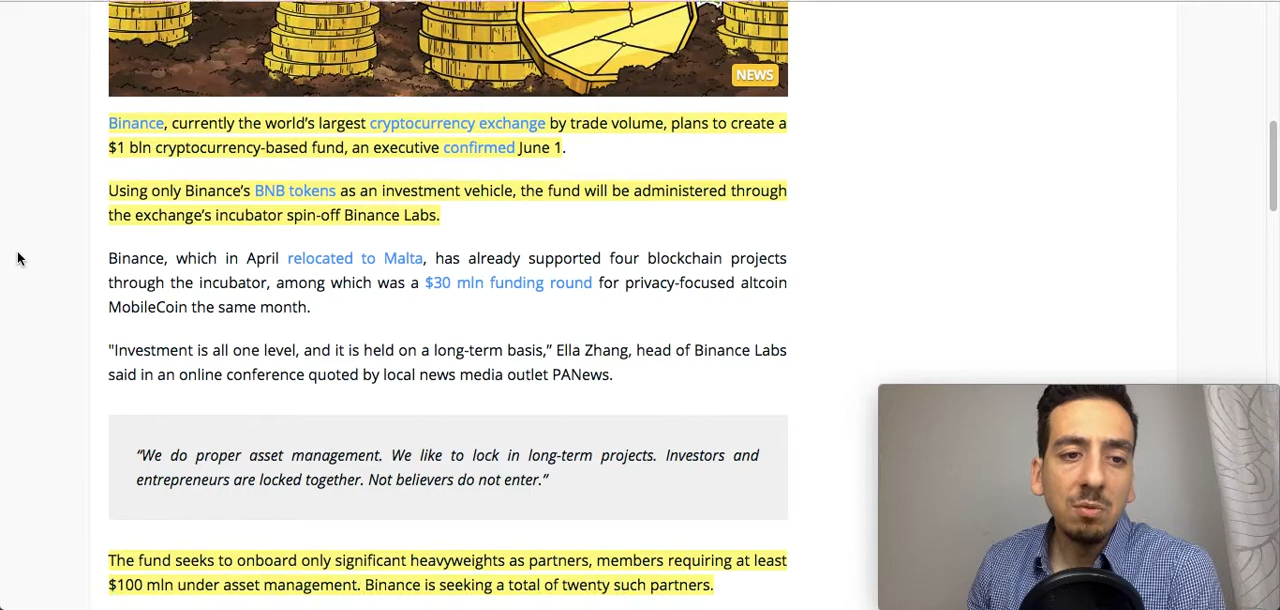 NEWS
Binance, currently the world’s largest cryptocurrency exchange by trade volume, plans to create a
$1 bln cryptocurrency-based fund, an executive confirmed June 1.
Using only Binance’s BNB tokens as an investment vehicle, the fund will be administered through
the exchange’s incubator spin-off Binance Labs.
Binance, which in April relocated to Malta, has already supported four blockchain projects
through the incubator, among which was a $30 mln funding round for privacy-focused altcoin
MobileCoin the same month.
"Investment is all one level, and it is held on a long-term basis,” Ella Zhang, head of Binance Labs
said in an online conference quoted by local news media outlet PANews.
“We do proper asset management. We like to lock in long-term projects. Investors and
entrepreneurs are locked together. Not believers do not enter.”
The fund seeks to onboard only significant heavyweights as partners, members requiring at least
$100 mln under asset management. Binance is seeking a total of twenty such partners.